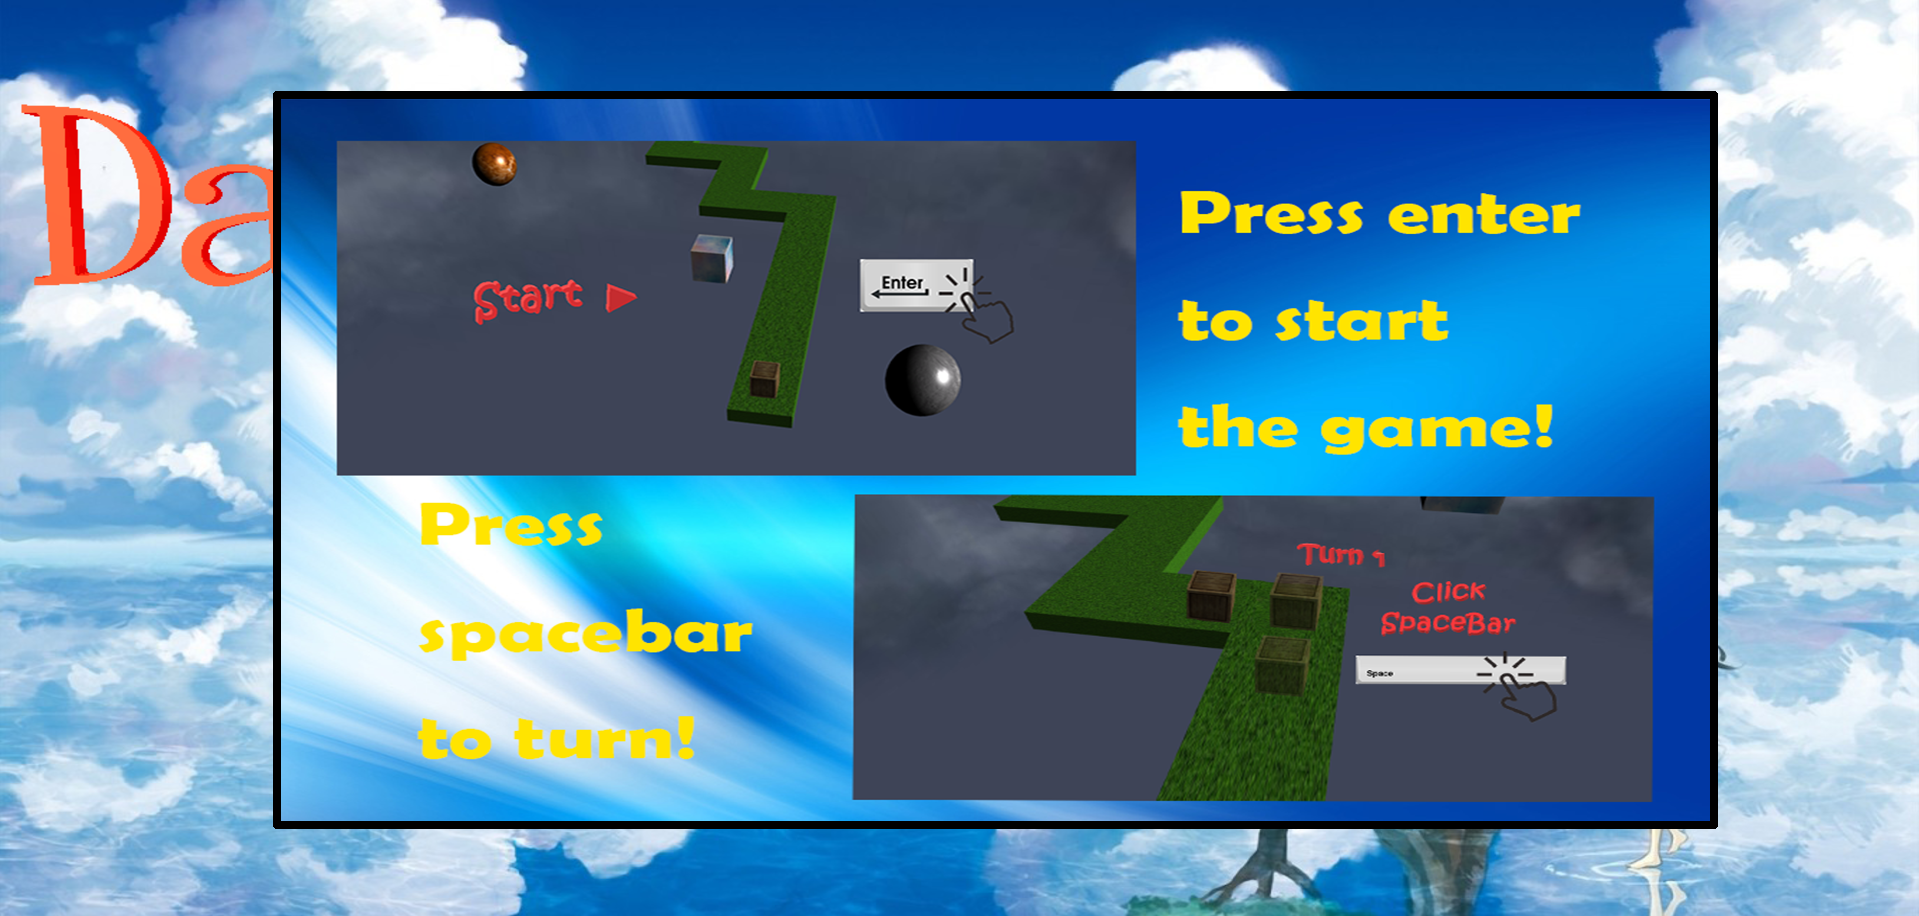 Da
Start
Enter
Press enter
to start
the game!
Press
spacebar
to turn!
Turn
Click
SpaceBar
Space